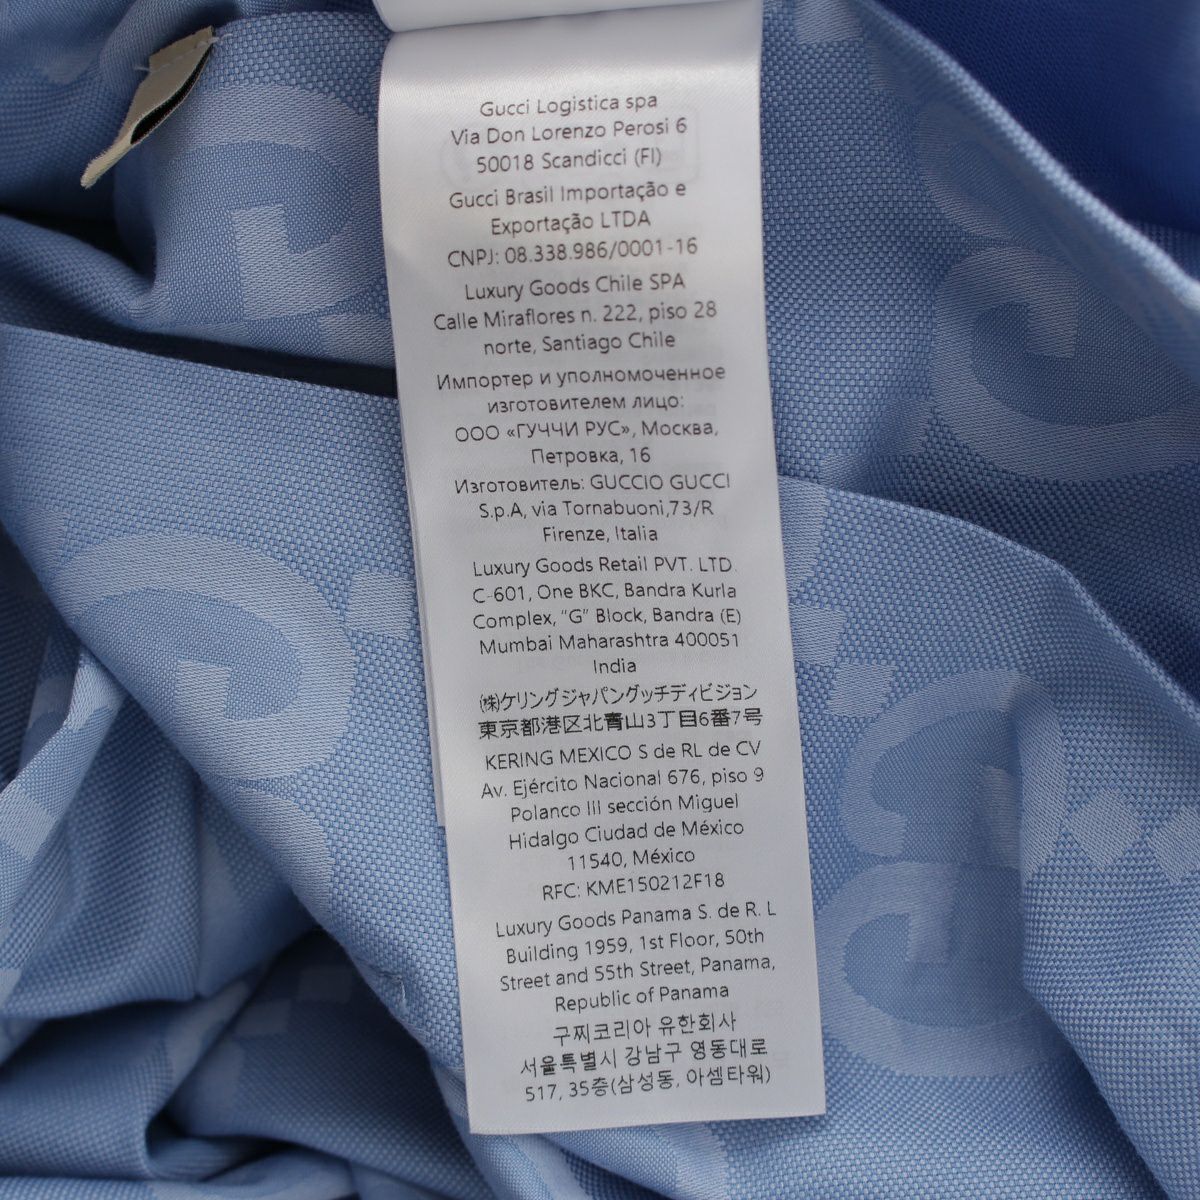 Gucci Logistica spa
Via Don Lorenzo Perosi 6
50018 Scandicci (FI)
Gucci Brasil Importação e
Exportação LTDA
CNPJ: 08.338.986/0001-16
Luxury Goods Chile SPA
Calle Miraflores n. 222, piso 28
norte, Santiago Chile
Импортер и уполномоченное
изготовителем лицо:
ООО «ГУЧЧИ РУС», Москва,
Петровка, 16
Изготовитель: GUCCIO GUCCI
S.p.A, via Tornabuoni,73/R
Firenze, Italia
Luxury Goods Retail PVT. LTD.
C-601, One BKC, Bandra Kurla
Complex, “G” Block, Bandra (E)
Mumbai Maharashtra 400051
India
㈱ケリングジャパングッチディビジョン
東京都港区北青山3丁目6番7号
KERING MEXICO S de RL de CV
Av. Ejército Nacional 676, piso 9
Polanco III sección Miguel
Hidalgo Ciudad de México
11540, México
RFC: KME150212F18
Luxury Goods Panama S. de R. L
Building 1959, 1st Floor, 50th
Street and 55th Street, Panama,
Republic of Panama
구찌코리아 유한회사
서울특별시 강남구 영동대로
517, 35층(삼성동, 아셈타워)